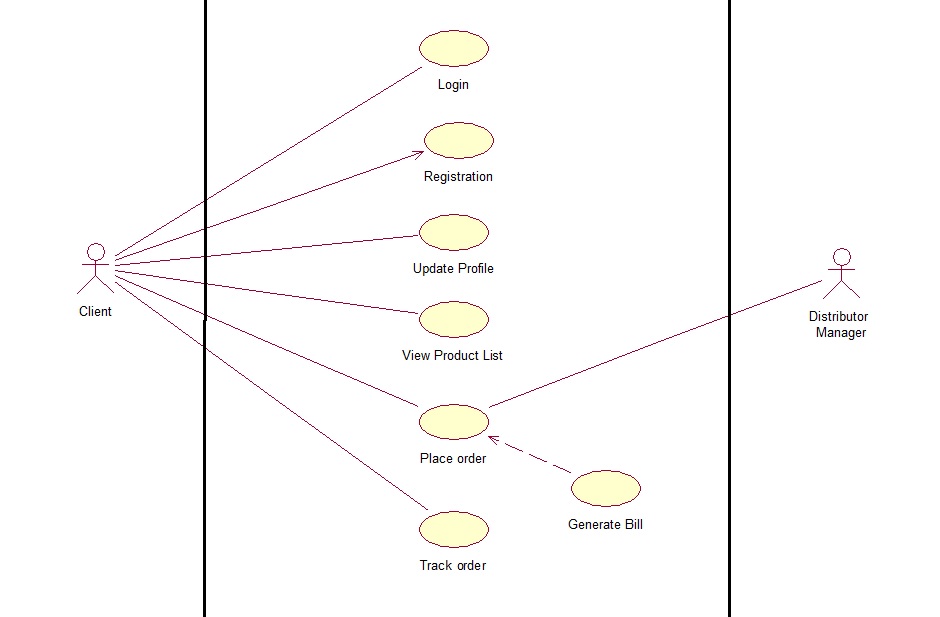 Login
Registration
Update Profile
Client
Distributor
Manager
View Product List
Place order
Generate Bill
Track order